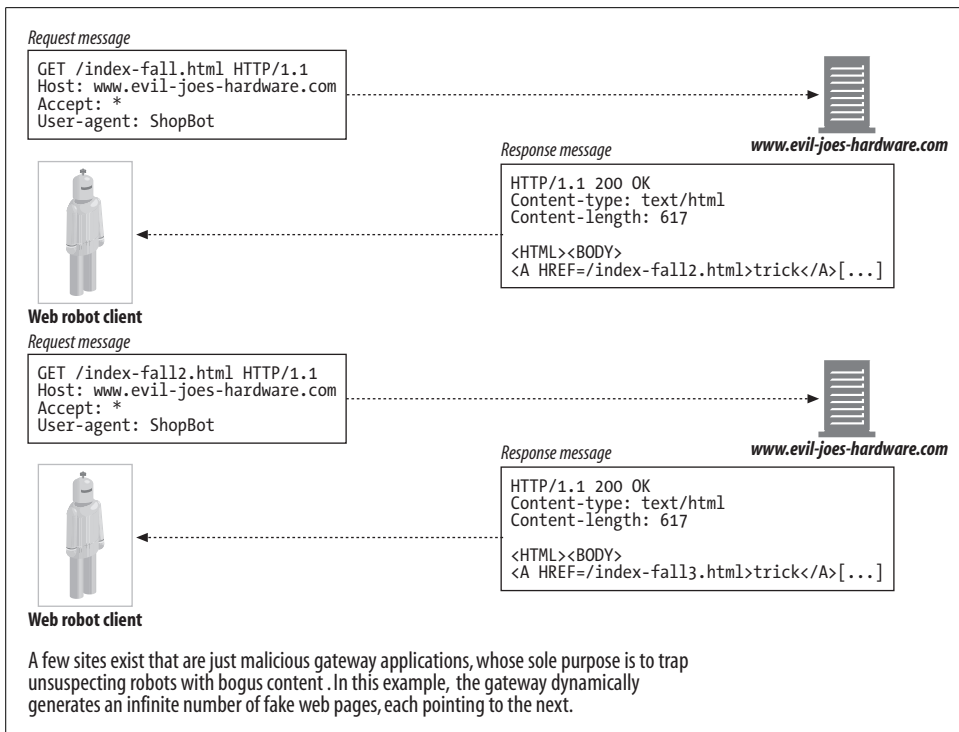 Request message
GET /index-fall.html HTTP/1.1
Host: www.evil-joes-hardware.com
Accept: *
User-agent: ShopBot
www.evil-joes-hardware.com
Response message
HTTP/1.1 200 OK
Content-type: text/html
Content-length: 617
<HTML><BODY>
<A HREF=/index-fall2.html>trick</A>[...]
Web robot client
Request message
GET /index-fall2.html HTTP/1.1
Host: www.evil-joes-hardware.com
Accept: *
User-agent: ShopBot
www.evil-joes-hardware.com
Response message
HTTP/1.1 200 OK
Content-type: text/html
Content-length: 617
<HTML><BODY>
<A HREF=/index-fall3.html>trick</A>[...]
Web robot client
A few sites exist that are just malicious gateway applications, whose sole purpose is to trap
unsuspecting robots with bogus content . In this example, the gateway dynamically
generates an infinite number of fake web pages, each pointing to the next.